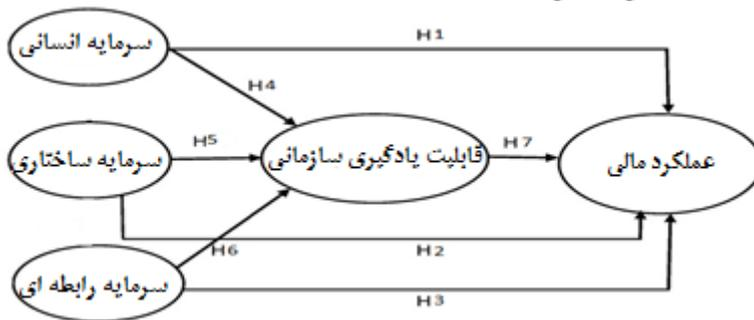 سرمایه انسانی
H1
H4
سرمایه ساختاری
H5
قابلیت یادگیری سازمانی
H7
عملکرد مالی
H6
H2
سرمایه رابطه ای
H3